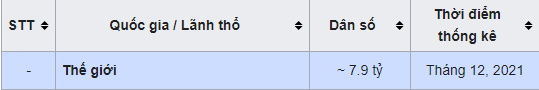 STT
Quốc gia / Lãnh thổ
Dân số
Thời điểm
thống kê
-
Thế giới
~ 7.9 tỷ
Tháng 12, 2021